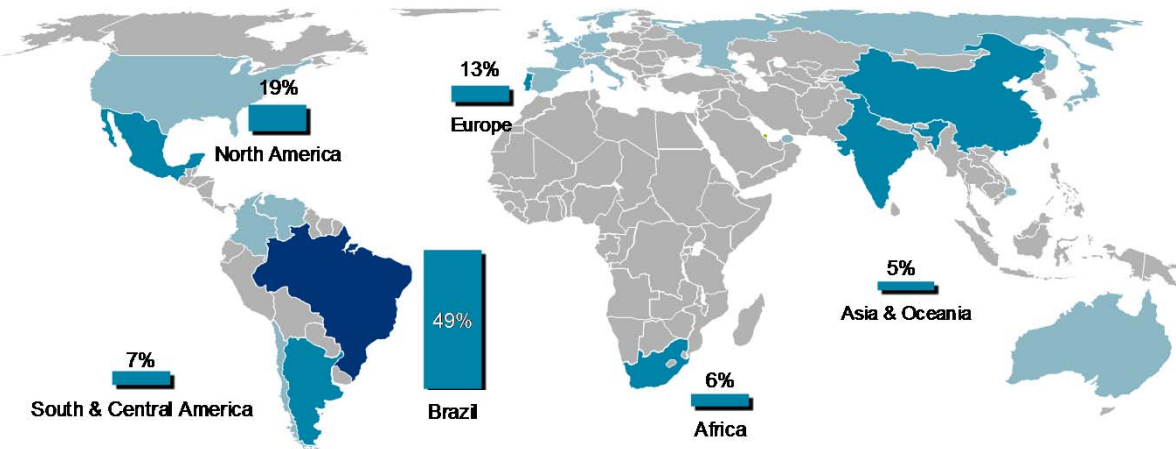 19%
North America
13%
Europe
49%
Brazil
7%
South & Central America
6%
Africa
5%
Asia & Oceania